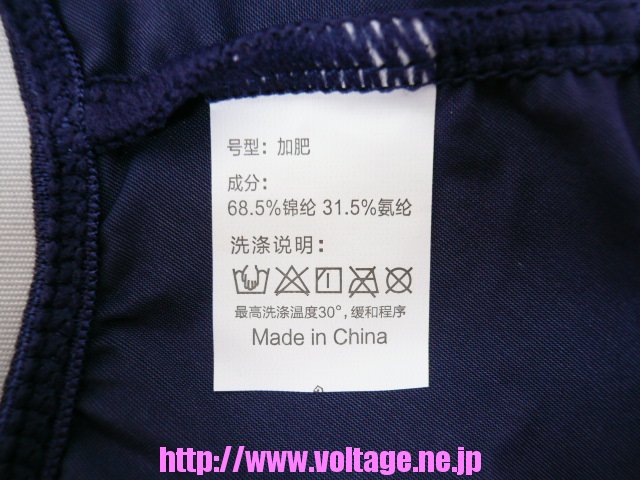 号型：加肥
成分：
68.5%锦纶 31.5%氨纶
洗涤说明：
最高洗涤温度30°，缓和程序
Made in China
http://www.voltage.ne.jp